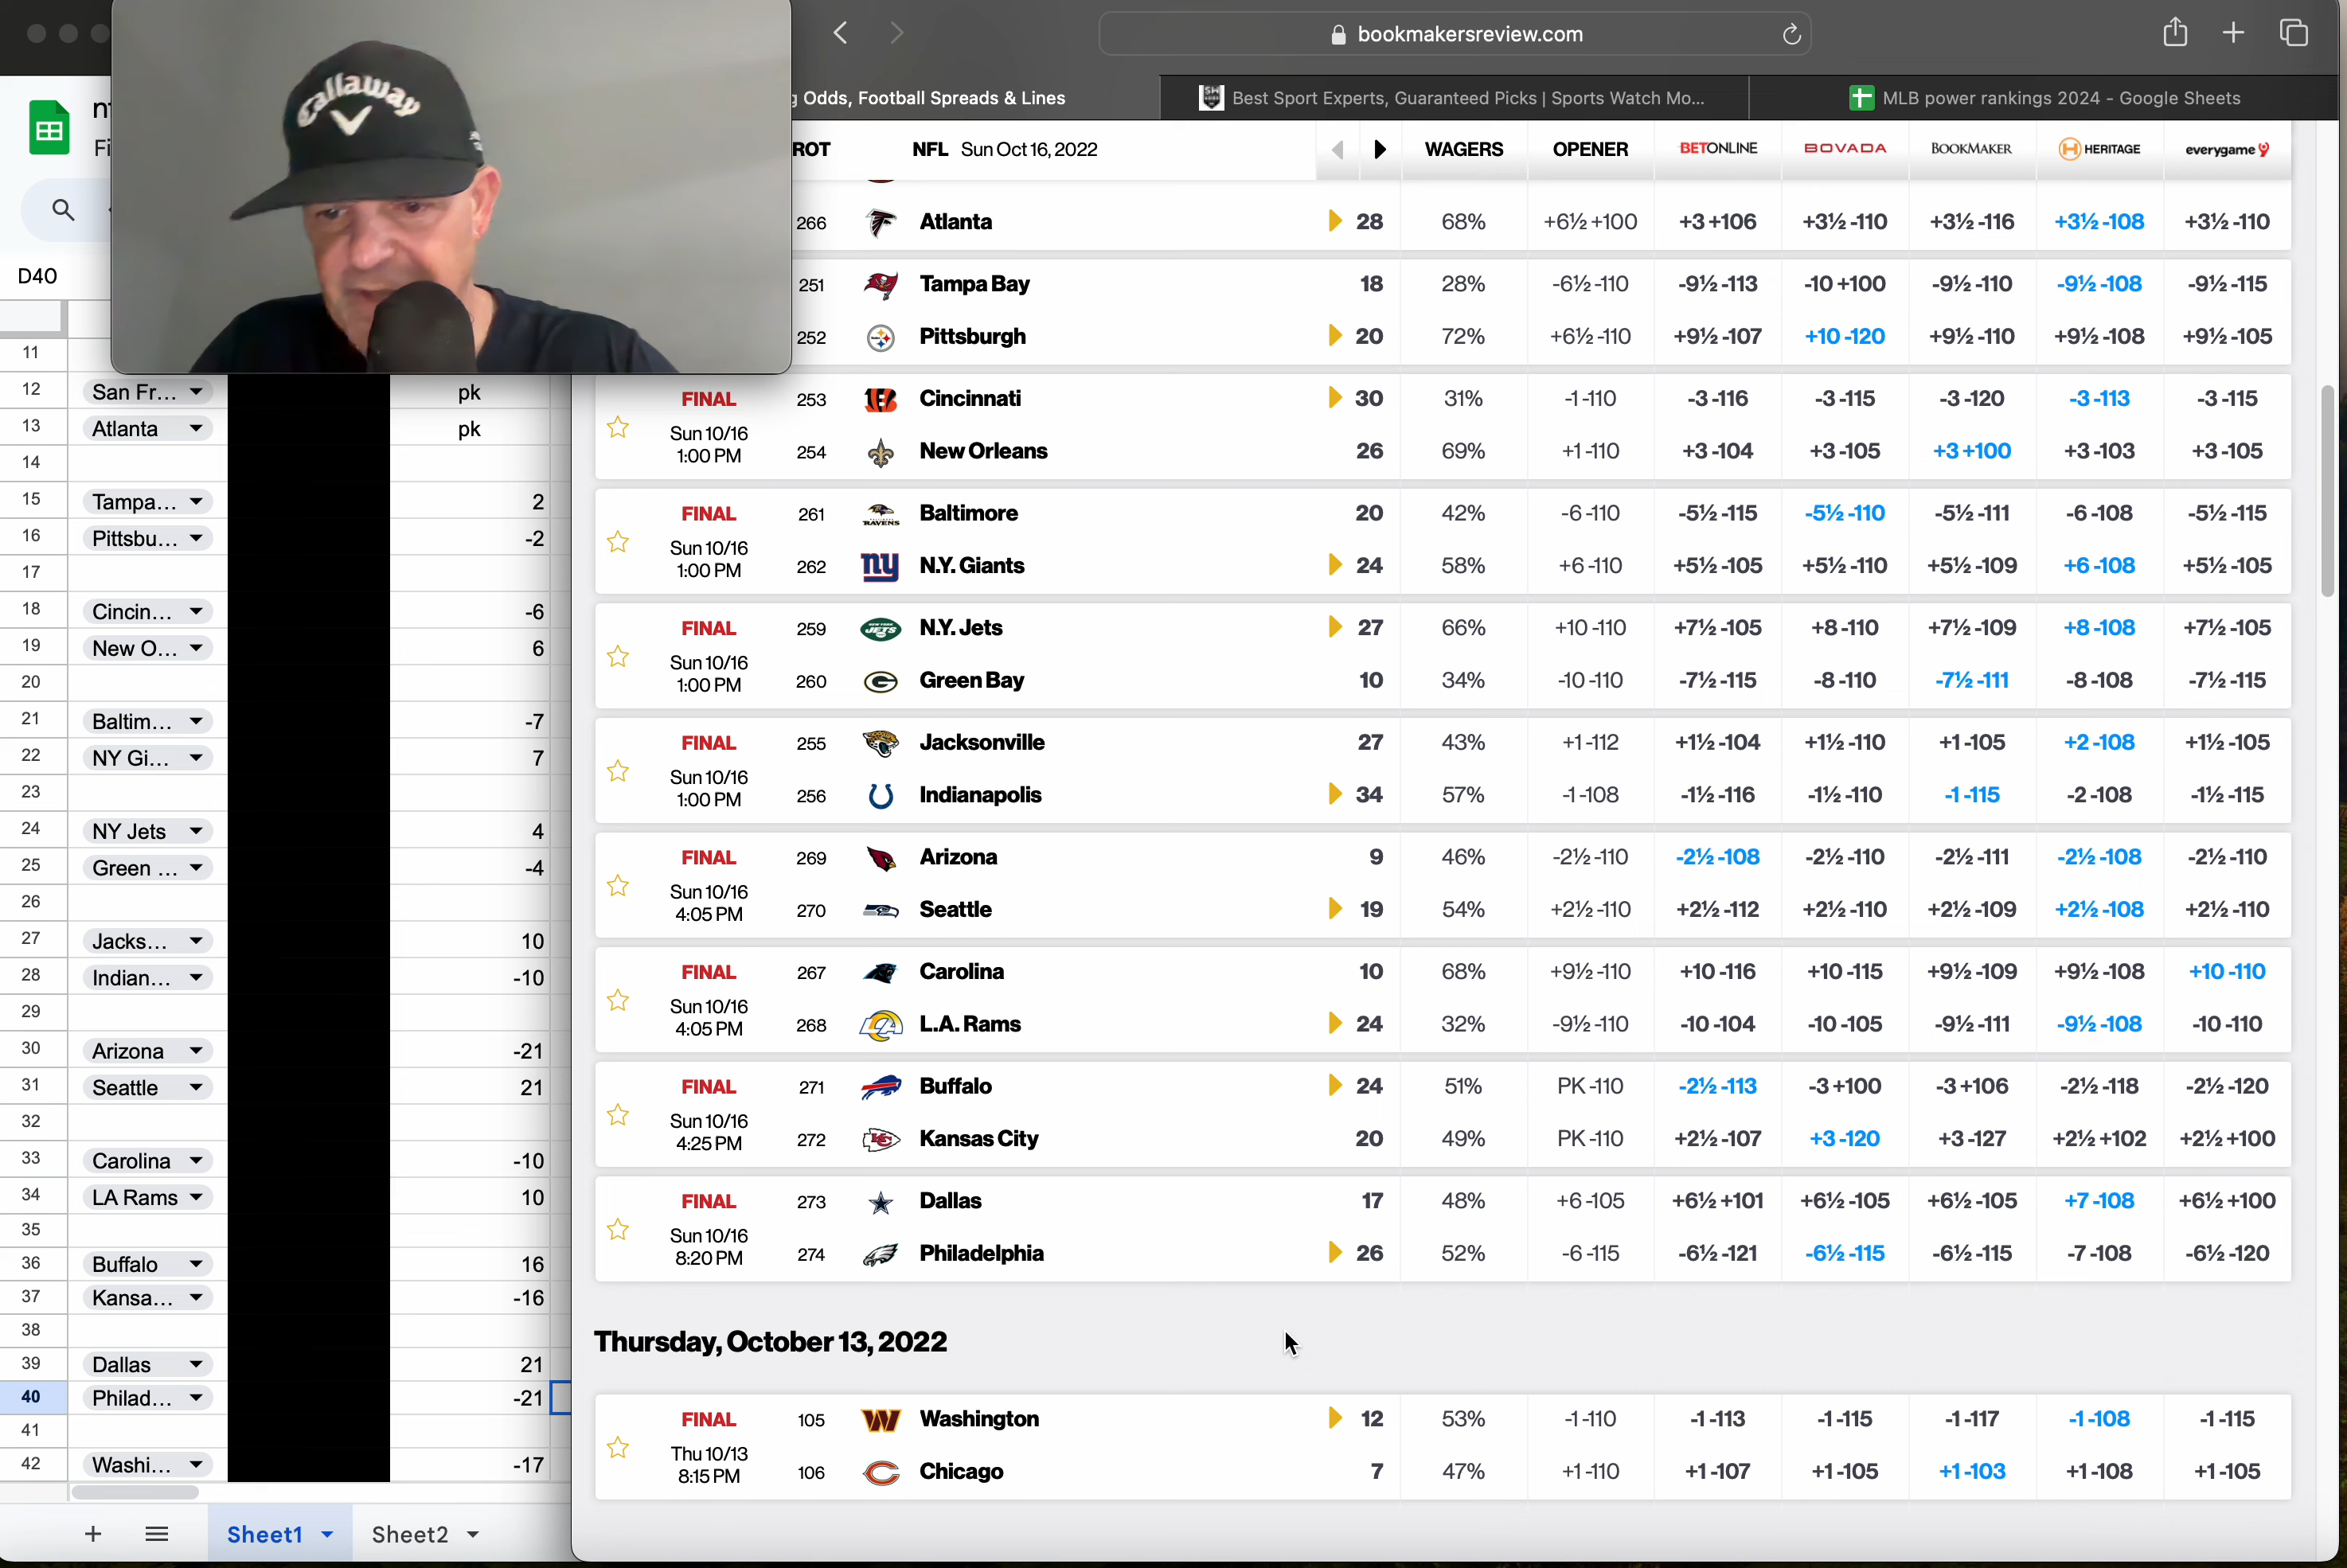 bookmakersreview.com
g Odds, Football Spreads & Lines
Best Sport Experts, Guaranteed Picks | Sports Watch Mo...
MLB power rankings 2024 - Google Sheets
Callaway
D40
11
12 San Fr... pk
13 Atlanta pk
14
15 Tampa... 2
16 Pittsbu... -2
17
18 Cincin... -6
19 New O... 6
20
21 Baltim... -7
22 NY Gi... 7
23
24 NY Jets 4
25 Green ... -4
26
27 Jacks... 10
28 Indian... -10
29
30 Arizona -21
31 Seattle 21
32
33 Carolina -10
34 LA Rams 10
35
36 Buffalo 16
37 Kansa... -16
38
39 Dallas 21
40 Philad... -21
41
42 Washi... -17
Sheet1 Sheet2
ROT NFL Sun Oct 16, 2022 WAGERS OPENER BETONLINE BOVADA BOOKMAKER HERITAGE everygame
266 Atlanta 28 68% +6½ +100 +3 +106 +3½ -110 +3½ -116 +3½ -108 +3½ -110
251 Tampa Bay 18 28% -6½ -110 -9½ -113 -10 +100 -9½ -110 -9½ -108 -9½ -115
252 Pittsburgh 20 72% +6½ -110 +9½ -107 +10 -120 +9½ -110 +9½ -108 +9½ -105
FINAL 253 Cincinnati 30 31% -1 -110 -3 -116 -3 -115 -3 -120 -3 -113 -3 -115
Sun 10/16
1:00 PM 254 New Orleans 26 69% +1 -110 +3 -104 +3 -105 +3 +100 +3 -103 +3 -105
FINAL 261 Baltimore 20 42% -6 -110 -5½ -115 -5½ -110 -5½ -111 -6 -108 -5½ -115
RAVENS
Sun 10/16
1:00 PM 262 ny N.Y. Giants 24 58% +6 -110 +5½ -105 +5½ -110 +5½ -109 +6 -108 +5½ -105
FINAL 259 JETS N.Y. Jets 27 66% +10 -110 +7½ -105 +8 -110 +7½ -109 +8 -108 +7½ -105
Sun 10/16
1:00 PM 260 G Green Bay 10 34% -10 -110 -7½ -115 -8 -110 -7½ -111 -8 -108 -7½ -115
FINAL 255 Jacksonville 27 43% +1 -112 +1½ -104 +1½ -110 +1 -105 +2 -108 +1½ -105
Sun 10/16
1:00 PM 256 Indianapolis 34 57% -1 -108 -1½ -116 -1½ -110 -1 -115 -2 -108 -1½ -115
FINAL 269 Arizona 9 46% -2½ -110 -2½ -108 -2½ -110 -2½ -111 -2½ -108 -2½ -110
Sun 10/16
4:05 PM 270 Seattle 19 54% +2½ -110 +2½ -112 +2½ -110 +2½ -109 +2½ -108 +2½ -110
FINAL 267 Carolina 10 68% +9½ -110 +10 -116 +10 -115 +9½ -109 +9½ -108 +10 -110
Sun 10/16
4:05 PM 268 LA L.A. Rams 24 32% -9½ -110 -10 -104 -10 -105 -9½ -111 -9½ -108 -10 -110
FINAL 271 Buffalo 24 51% PK -110 -2½ -113 -3 +100 -3 +106 -2½ -118 -2½ -120
Sun 10/16
4:25 PM 272 KC Kansas City 20 49% PK -110 +2½ -107 +3 -120 +3 -127 +2½ +102 +2½ +100
FINAL 273 Dallas 17 48% +6 -105 +6½ +101 +6½ -105 +6½ -105 +7 -108 +6½ +100
Sun 10/16
8:20 PM 274 Philadelphia 26 52% -6 -115 -6½ -121 -6½ -115 -6½ -115 -7 -108 -6½ -120
Thursday, October 13, 2022
FINAL 105 W Washington 12 53% -1 -110 -1 -113 -1 -115 -1 -117 -1 -108 -1 -115
Thu 10/13
8:15 PM 106 C Chicago 7 47% +1 -110 +1 -107 +1 -105 +1 -103 +1 -108 +1 -105